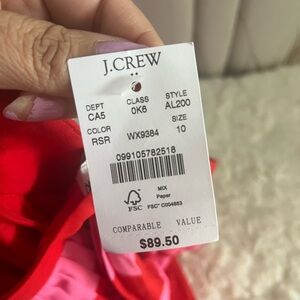 J.CREW
DEPT CLASS STYLE
CA5 0K6 AL200
COLOR SIZE
RSR WX9384 10
099105782518
MIX
Paper
FSC FSC® C004863
COMPARABLE VALUE
$89.50